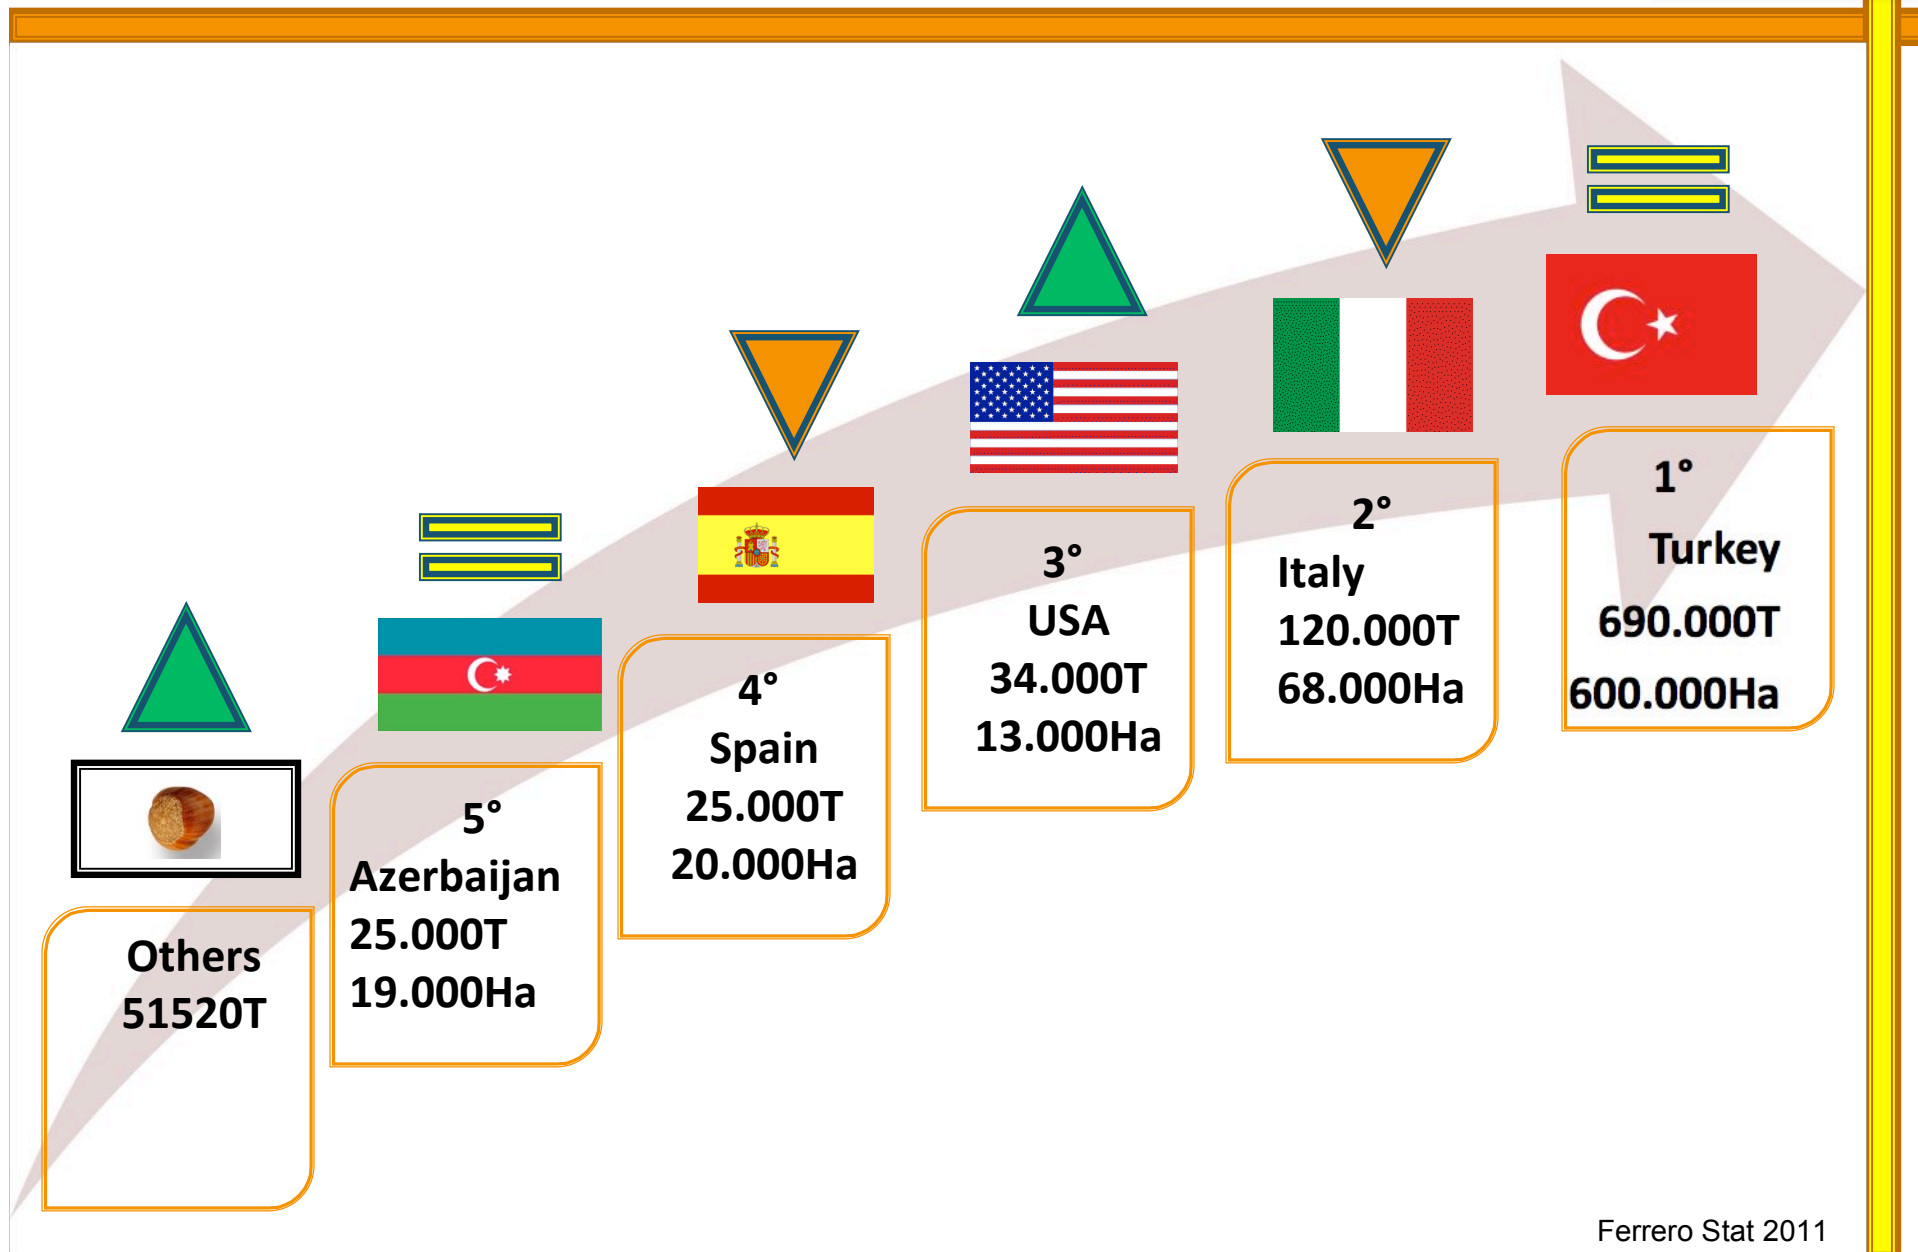 Others
51520T
5°
Azerbaijan
25.000T
19.000Ha
4°
Spain
25.000T
20.000Ha
3°
USA
34.000T
13.000Ha
2°
Italy
120.000T
68.000Ha
1°
Turkey
690.000T
600.000Ha
Ferrero Stat 2011